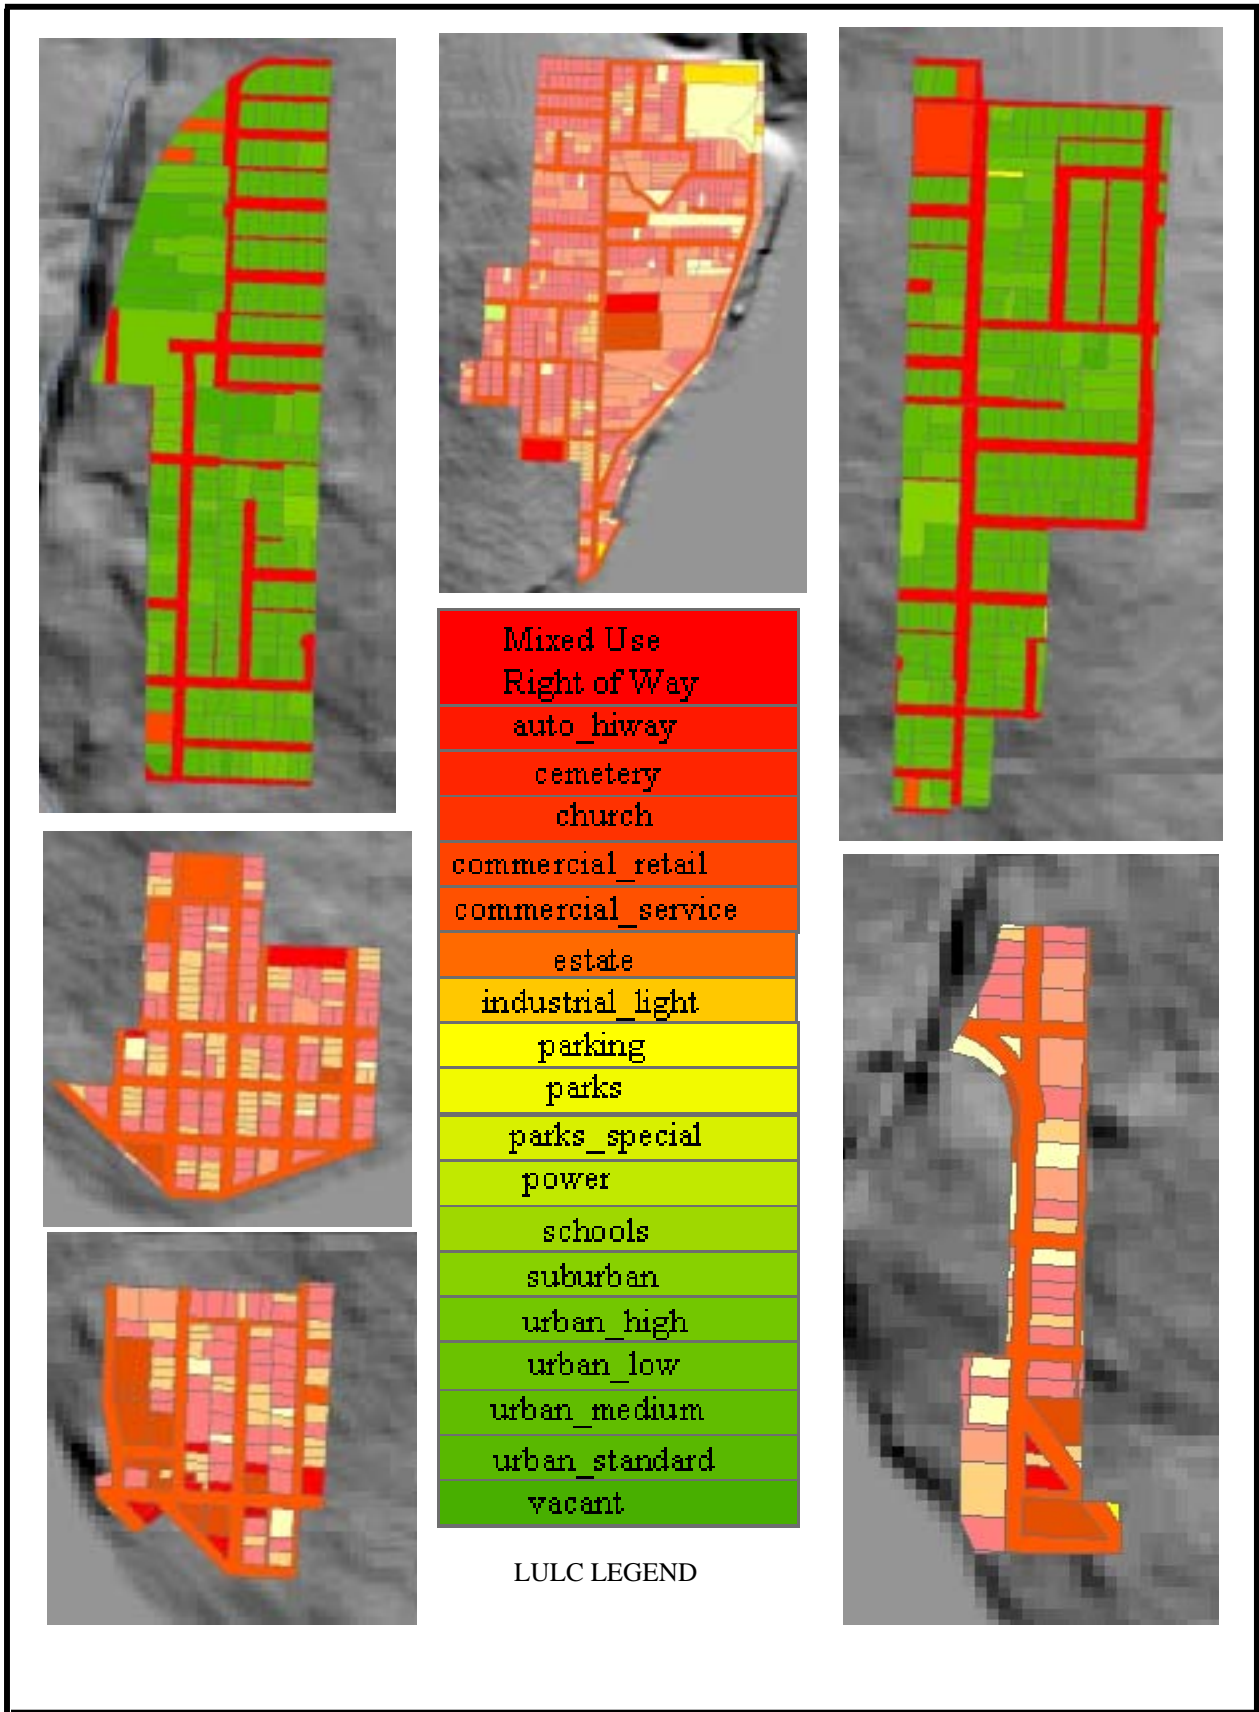 Mixed Use
Right of Way
auto_hiway
cemetery
church
commercial_retail
commercial_service
estate
industrial_light
parking
parks
parks_special
power
schools
suburban
urban_high
urban_low
urban_medium
urban_standard
vacant
LULC LEGEND